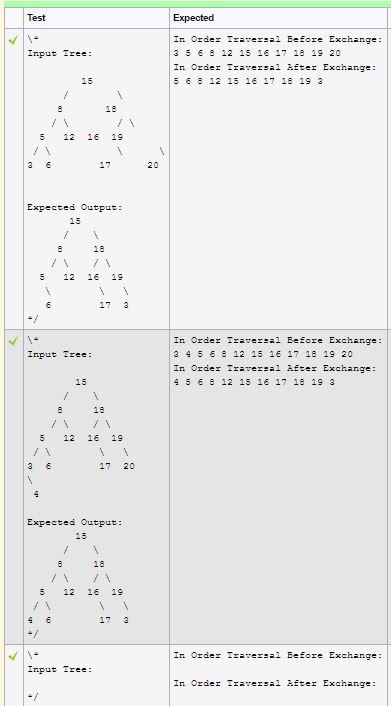 Test Expected
\* In Order Traversal Before Exchange:
Input Tree: 3 5 6 8 12 15 16 17 18 19 20
In Order Traversal After Exchange:
15 5 6 8 12 15 16 17 18 19 3
/ \
8 18
/ \ / \
5 12 16 19
/ \ \ \
3 6 17 20
Expected Output:
15
/ \
8 18
/ \ / \
5 12 16 19
\ \ \
6 17 3
*/
\* In Order Traversal Before Exchange:
Input Tree: 3 4 5 6 8 12 15 16 17 18 19 20
In Order Traversal After Exchange:
15 4 5 6 8 12 15 16 17 18 19 3
/ \
8 18
/ \ / \
5 12 16 19
/ \ \ \
3 6 17 20
\
4
Expected Output:
15
/ \
8 18
/ \ / \
5 12 16 19
/ \ \ \
4 6 17 3
*/
\* In Order Traversal Before Exchange:
Input Tree:
In Order Traversal After Exchange:
*/